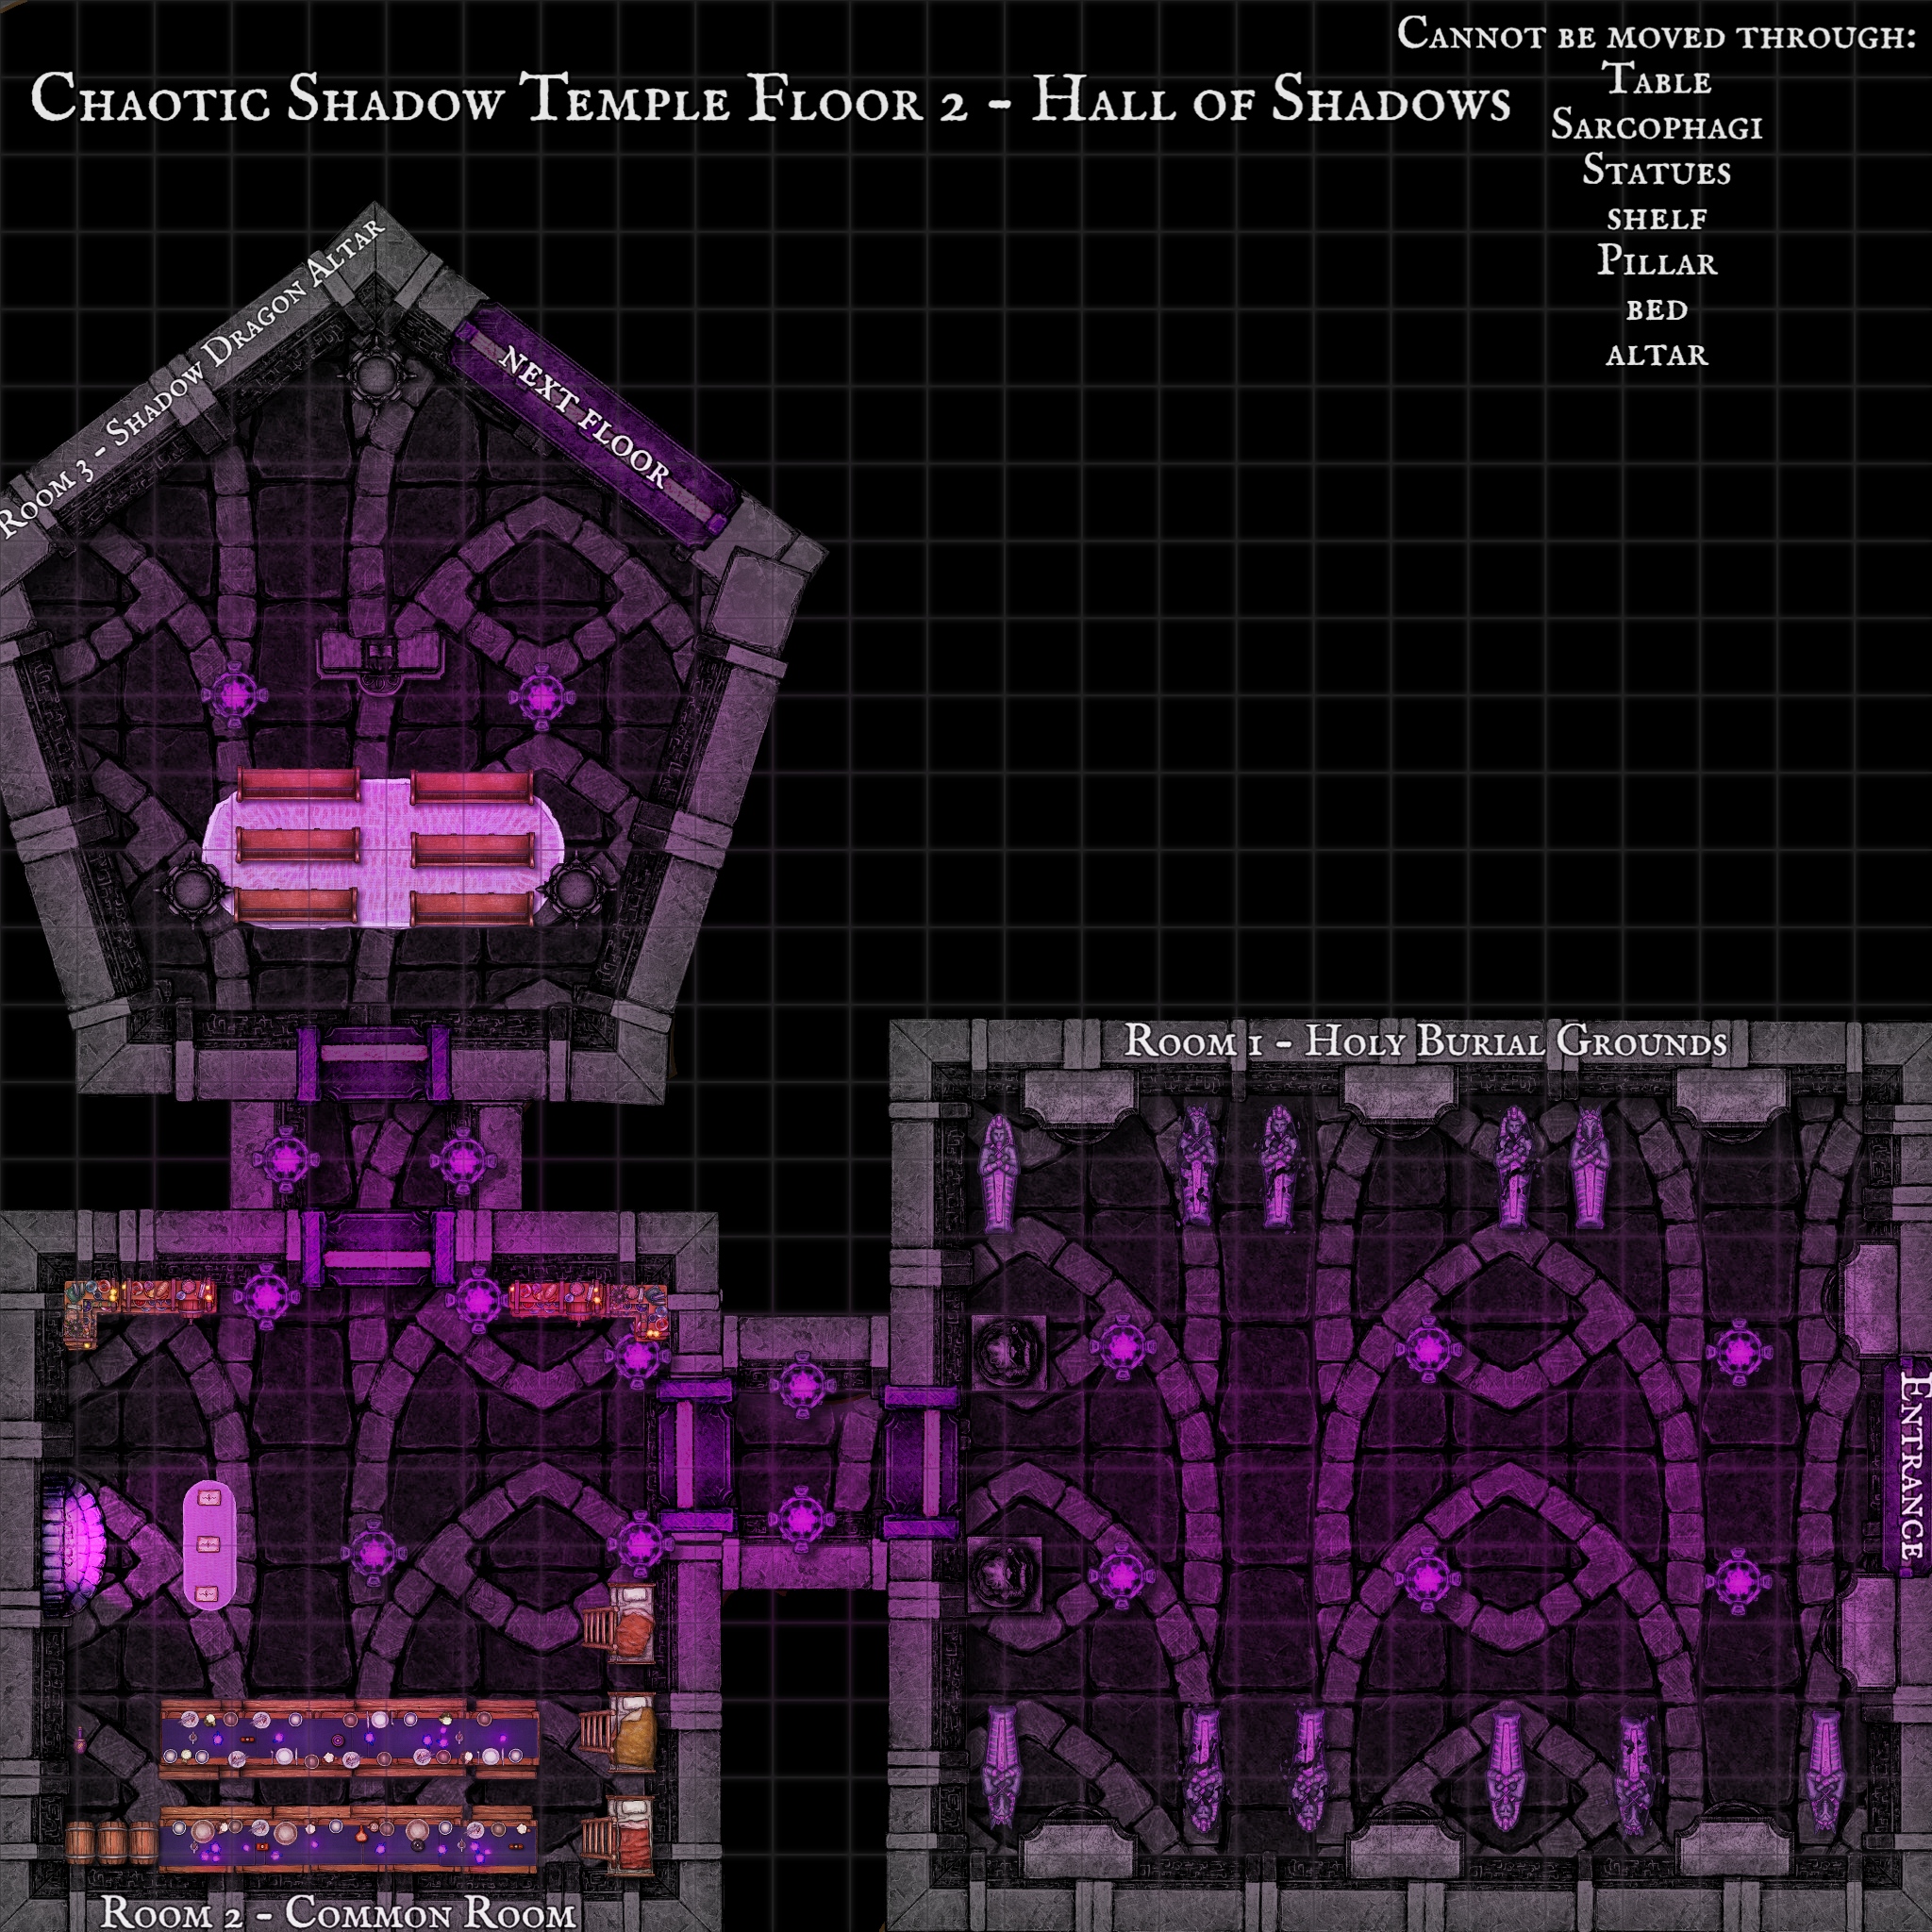 Cannot be moved through:
Table
Sarcophagi
Statues
shelf
Pillar
bed
altar
Chaotic Shadow Temple Floor 2 - Hall of Shadows
Room 3 - Shadow Dragon Altar
next floor
Room 1 - Holy Burial Grounds
Entrance
Room 2 - Common Room